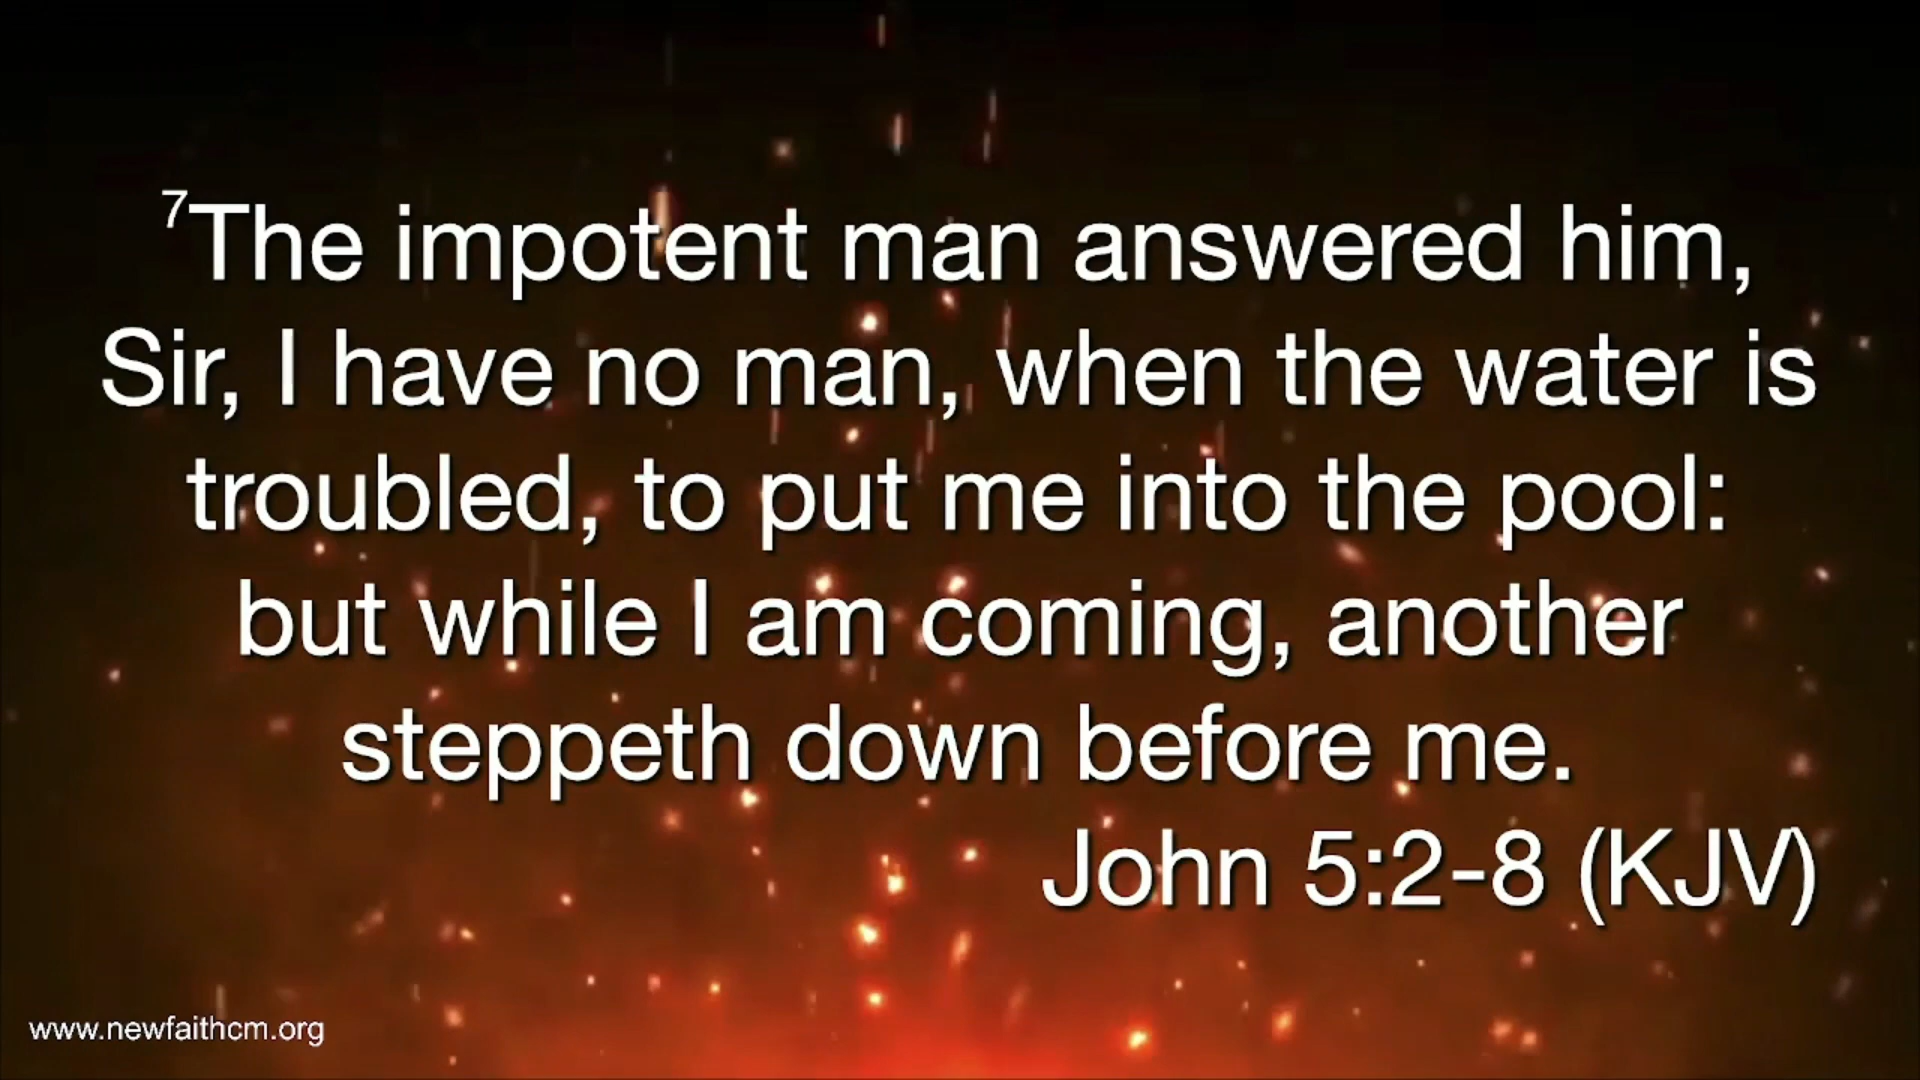 ⁷The impotent man answered him,
Sir, I have no man, when the water is
troubled, to put me into the pool:
but while I am coming, another
steppeth down before me.
John 5:2-8 (KJV)
www.newfaithcm.org